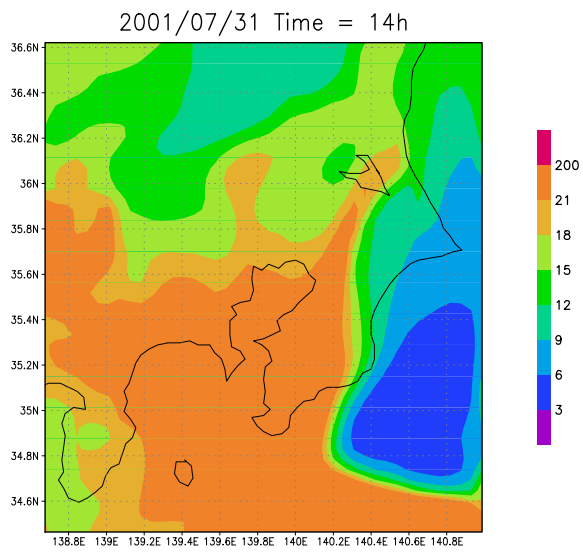 2001/07/31 Time = 14h
36.6N
36.4N
36.2N
36N
35.8N
35.6N
35.4N
35.2N
35N
34.8N
34.6N
138.8E 139E 139.2E 139.4E 139.6E 139.8E 140E 140.2E 140.4E 140.6E 140.8E
200
21
18
15
12
9
6
3